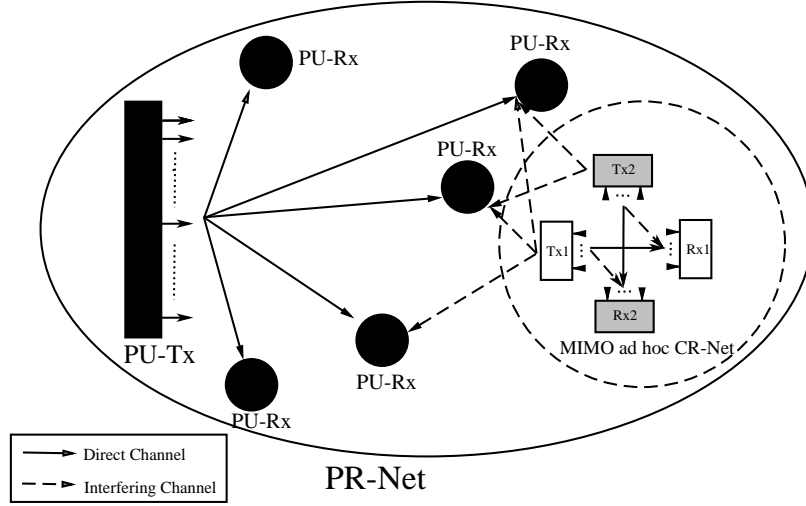 PU-Rx
PU-Rx
PU-Rx
Tx2
Tx1
Rx1
Rx2
MIMO ad hoc CR-Net
PU-Tx
PU-Rx
PU-Rx
Direct Channel
Interfering Channel
PR-Net